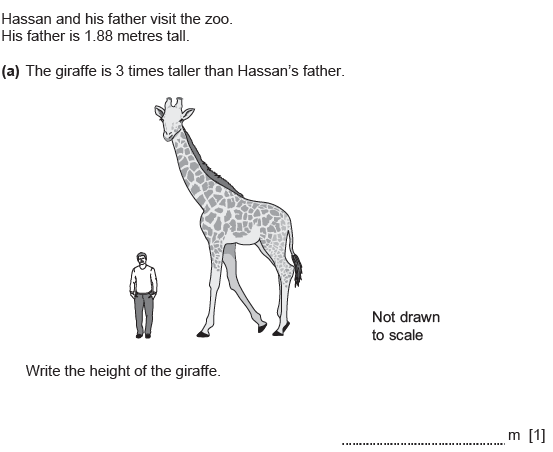 Hassan and his father visit the zoo.
His father is 1.88 metres tall.
(a) The giraffe is 3 times taller than Hassan's father.
Not drawn
to scale
Write the height of the giraffe.
m [1]